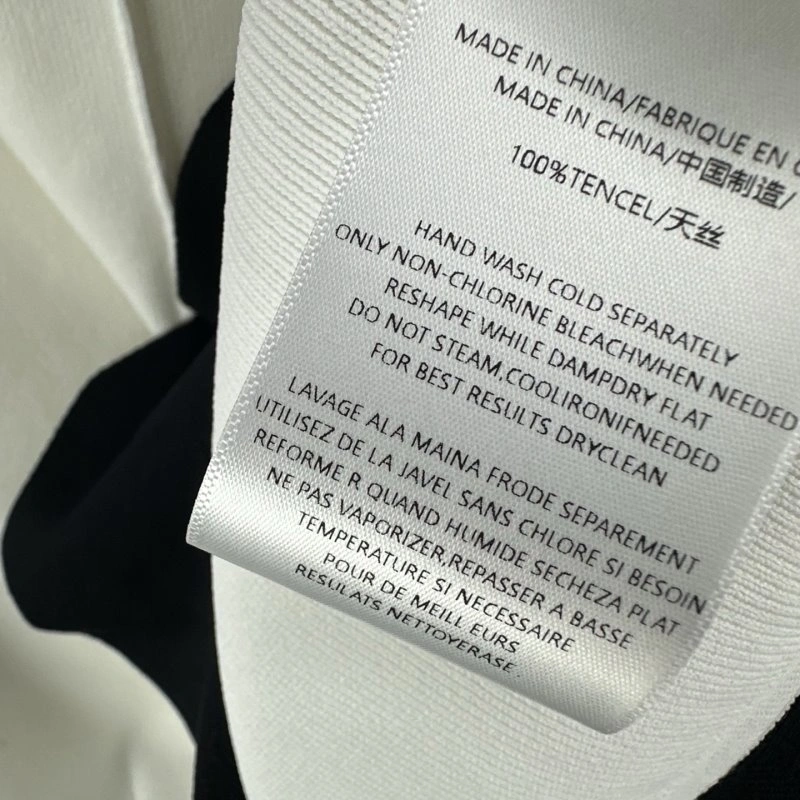 MADE IN CHINA/FABRIQUE EN
MADE IN CHINA/中国制造/
100%TENCEL/天丝
HAND WASH COLD SEPARATELY
ONLY NON-CHLORINE BLEACHWHEN NEEDED
RESHAPE WHILE DAMPDRY FLAT
DO NOT STEAM,COOLIRONIFNEEDED
FOR BEST RESULTS DRYCLEAN
LAVAGE ALA MAINA FRODE SEPAREMENT
UTILISEZ DE LA JAVEL SANS CHLORE SI BESOIN
REFORME R QUAND HUMIDE SECHEZA PLAT
NE PAS VAPORIZER,REPASSER A BASSE
TEMPERATURE SI NECESSAIRE
POUR DE MEILL EURS
RESULATS NETTOYERASE.